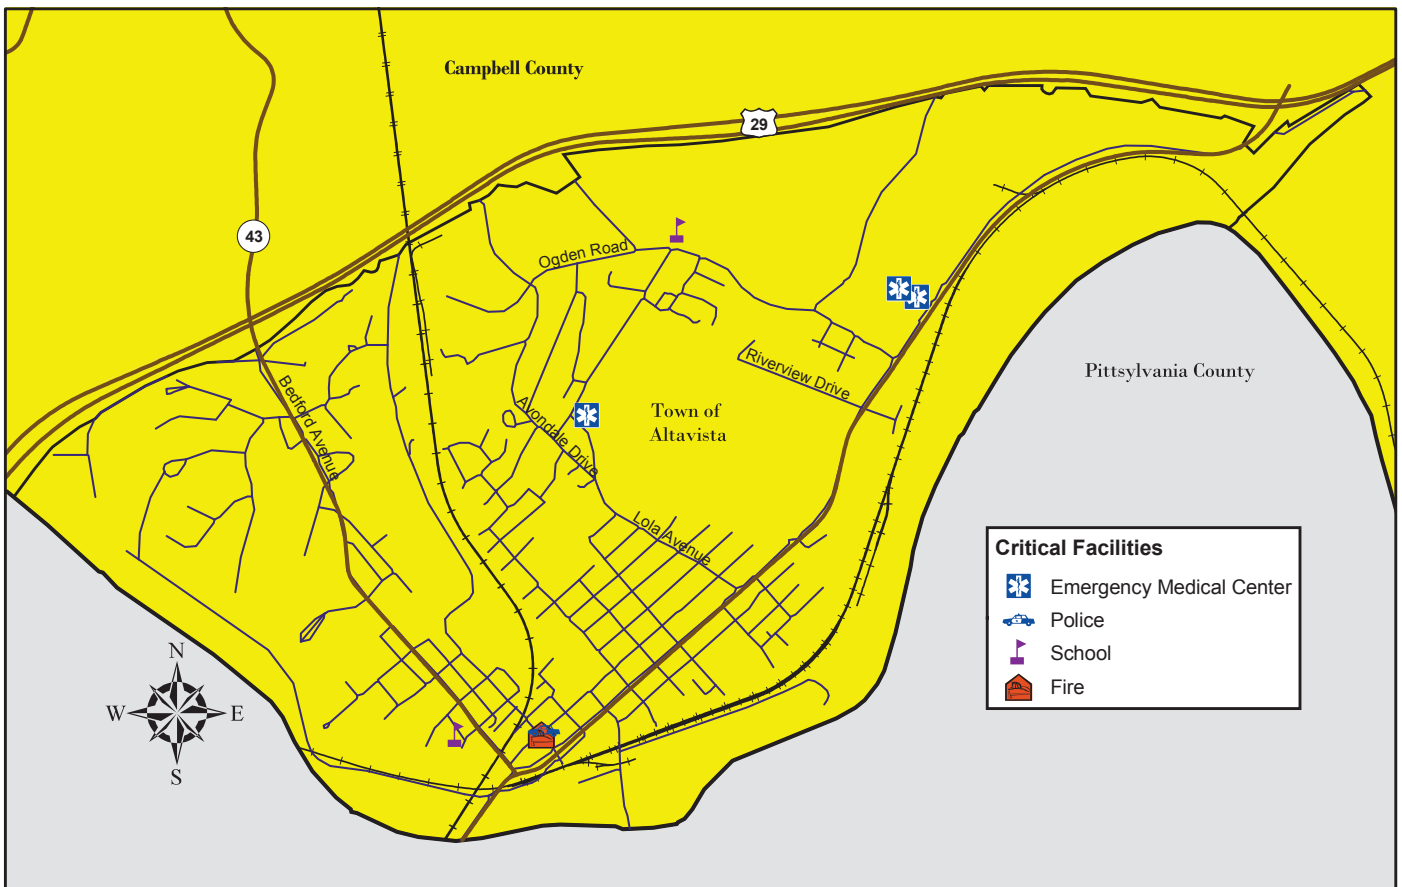 Campbell County
29
43
Ogden Road
Riverview Drive
Pittsylvania County
Bedford Avenue
Avondale Drive
Town of
Altavista
Lola Avenue
Critical Facilities
Emergency Medical Center
Police
School
Fire
N
W
E
S